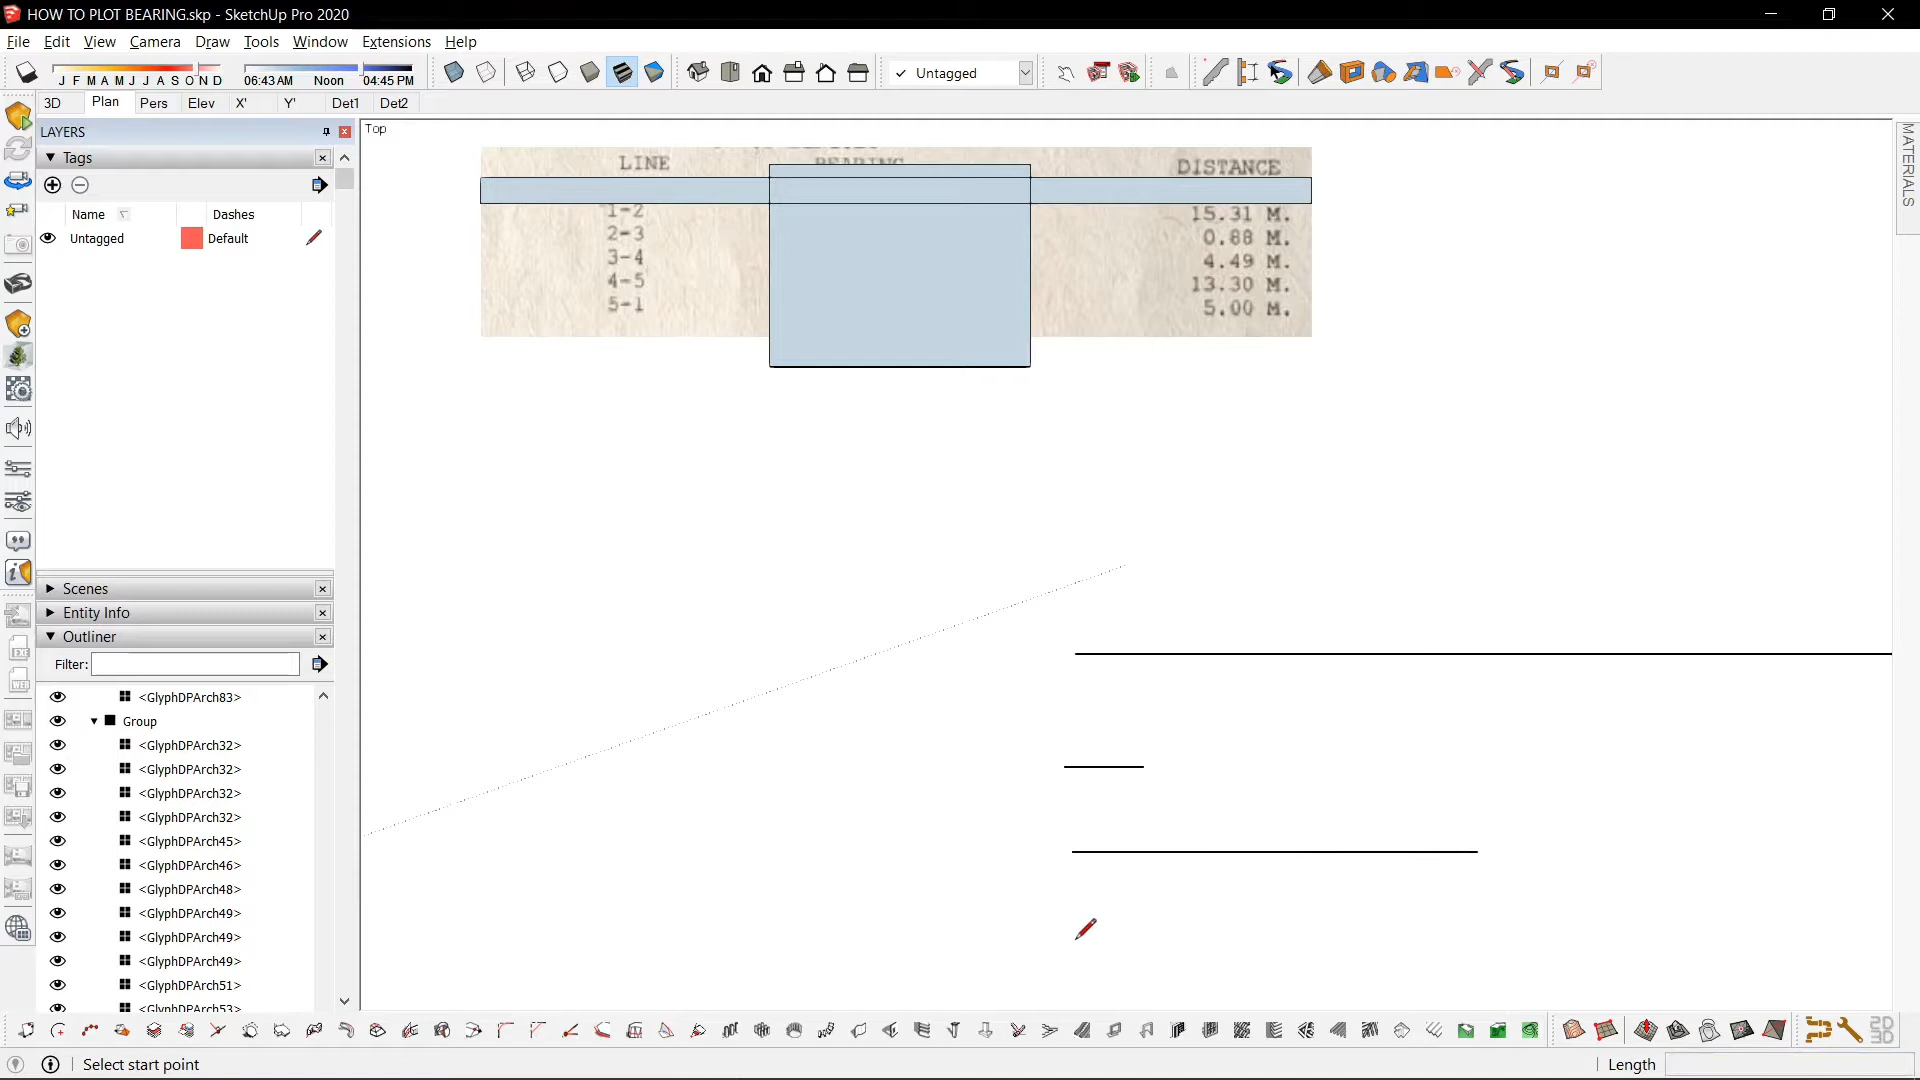 HOW TO PLOT BEARING.skp - SketchUp Pro 2020
File Edit View Camera Draw Tools Window Extensions Help
J F M A M J J A S O N D
06:43 AM Noon 04:45 PM
✓ Untagged
3D Plan Pers Elev X' Y' Det1 Det2
LAYERS
Top
MATERIALS
Tags
Name Dashes
Untagged Default
Scenes
Entity Info
Outliner
Filter:
<GlyphDPArch83>
Group
<GlyphDPArch32>
<GlyphDPArch32>
<GlyphDPArch32>
<GlyphDPArch32>
<GlyphDPArch45>
<GlyphDPArch46>
<GlyphDPArch48>
<GlyphDPArch49>
<GlyphDPArch49>
<GlyphDPArch49>
<GlyphDPArch51>
<GlyphDPArch53>
LINE BEARING DISTANCE
1-2 15.31 M.
2-3 0.88 M.
3-4 4.49 M.
4-5 13.30 M.
5-1 5.00 M.
Select start point
Length